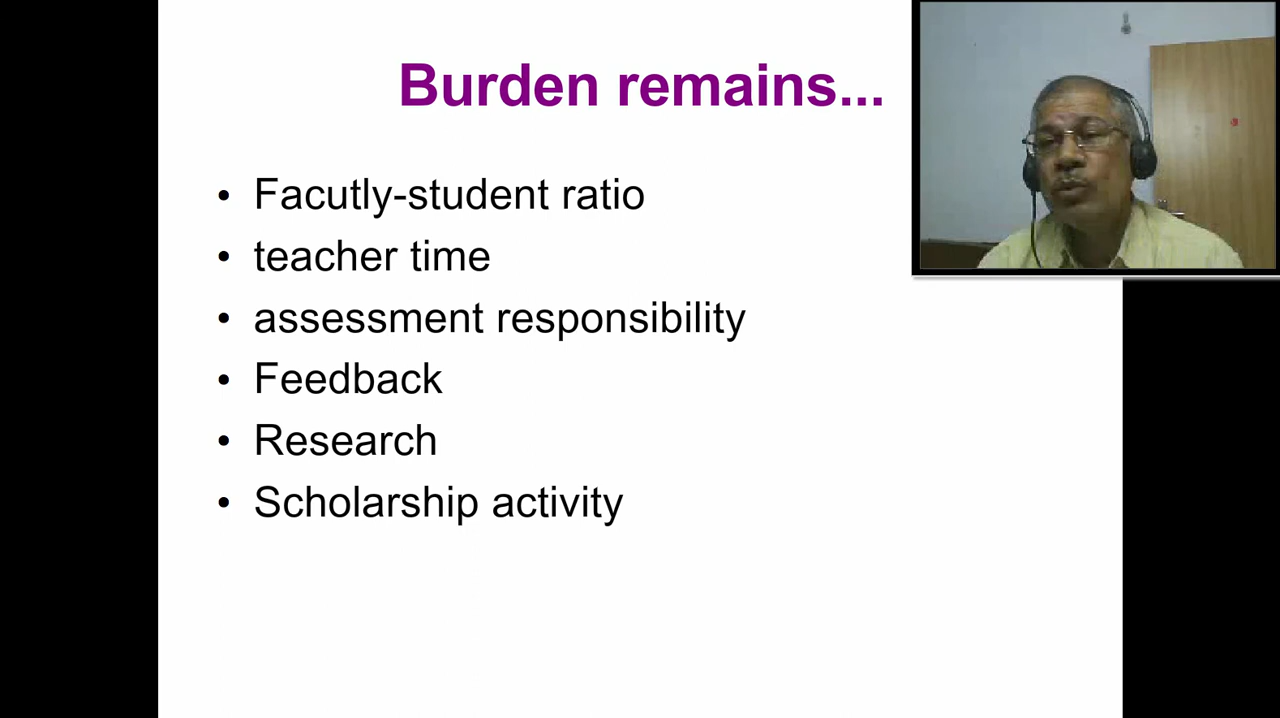 Burden remains...
• Facutly-student ratio
• teacher time
• assessment responsibility
• Feedback
• Research
• Scholarship activity